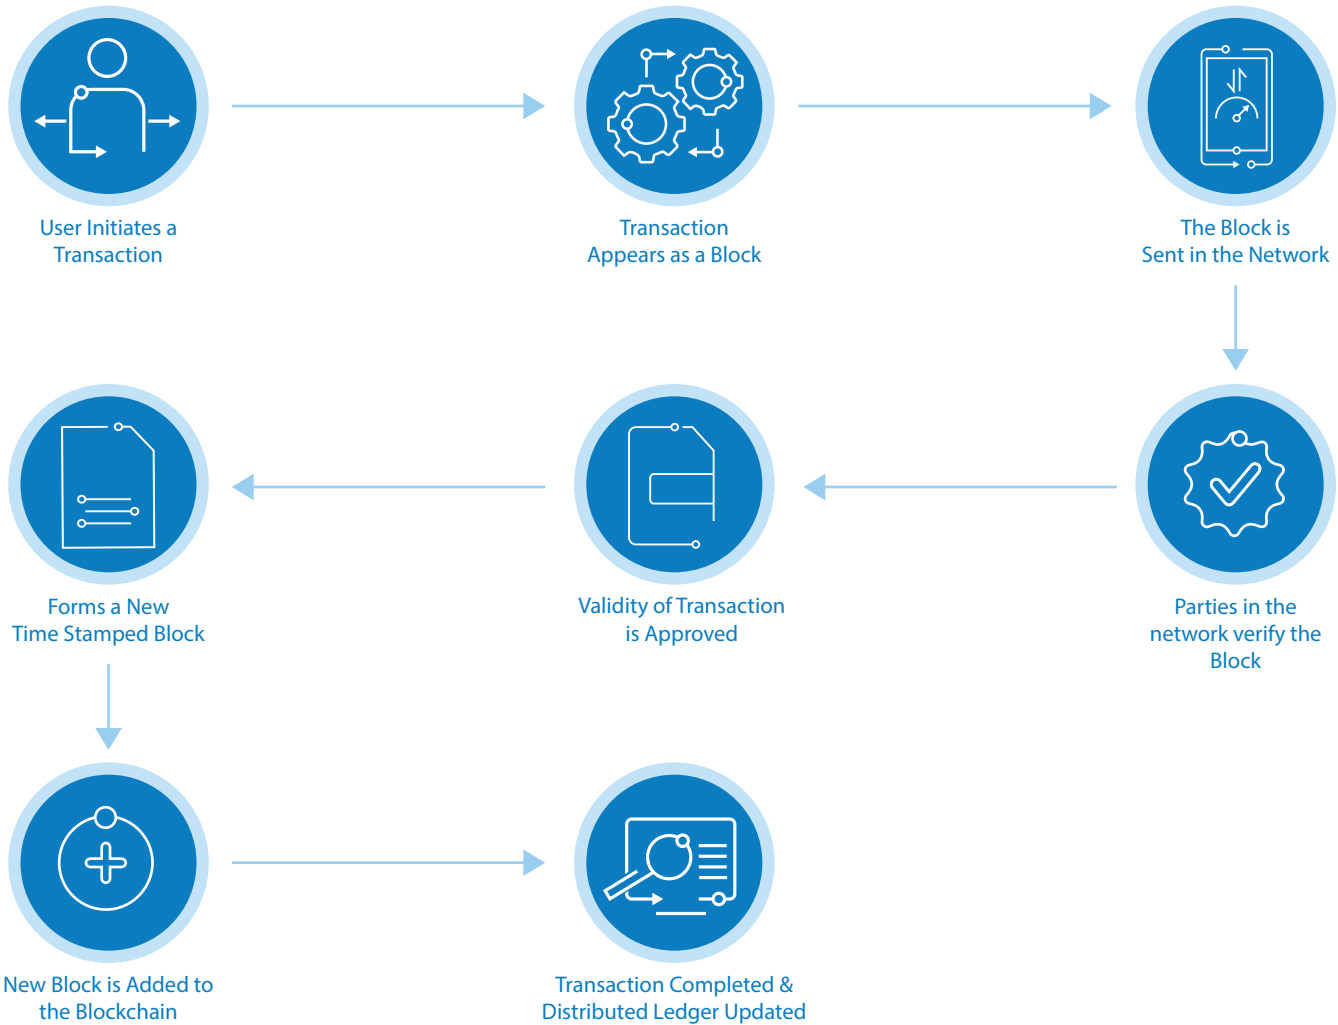 User Initiates a
Transaction
Transaction
Appears as a Block
The Block is
Sent in the Network
Parties in the
network verify the
Block
Validity of Transaction
is Approved
Forms a New
Time Stamped Block
New Block is Added to
the Blockchain
Transaction Completed &
Distributed Ledger Updated